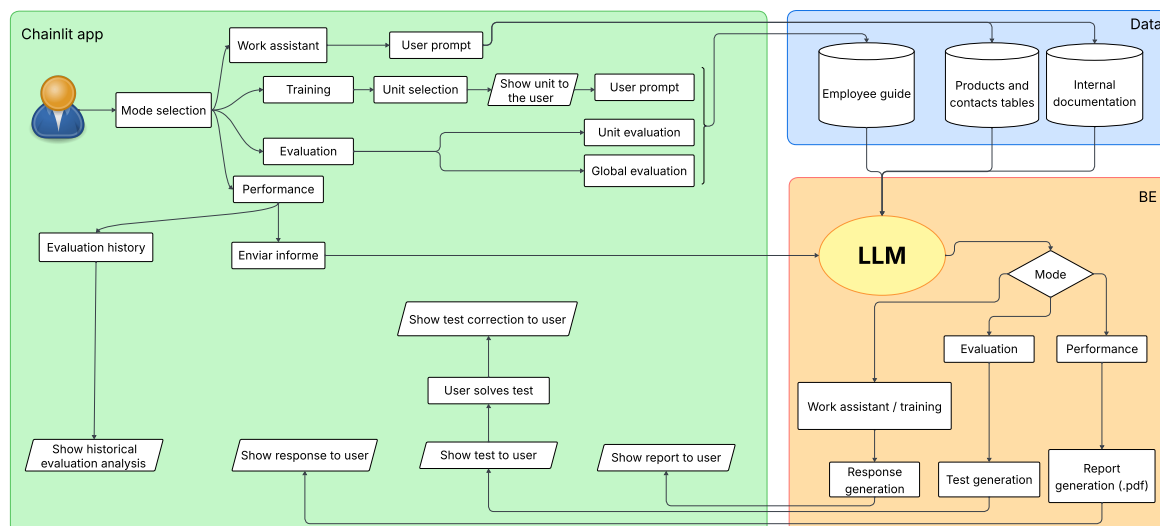 Chainlit app
Data
Work assistant
User prompt
Training
Unit selection
Show unit to
the user
User prompt
Mode selection
Unit evaluation
Evaluation
Global evaluation
Performance
Employee guide
Products and
contacts tables
Internal
documentation
BE
Evaluation history
Enviar informe
LLM
Mode
Show test correction to user
Evaluation
Performance
User solves test
Work assistant / training
Show historical
evaluation analysis
Show response to user
Show test to user
Show report to user
Response
generation
Test generation
Report
generation (.pdf)